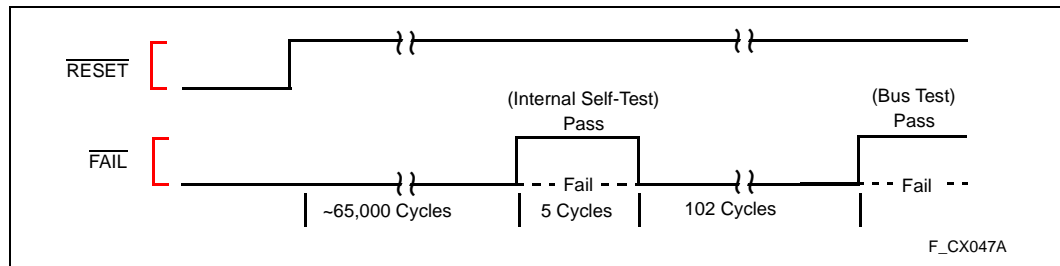 RESET
(Internal Self-Test)
Pass
(Bus Test)
Pass
FAIL
Fail
Fail
~65,000 Cycles
5 Cycles
102 Cycles
F_CX047A